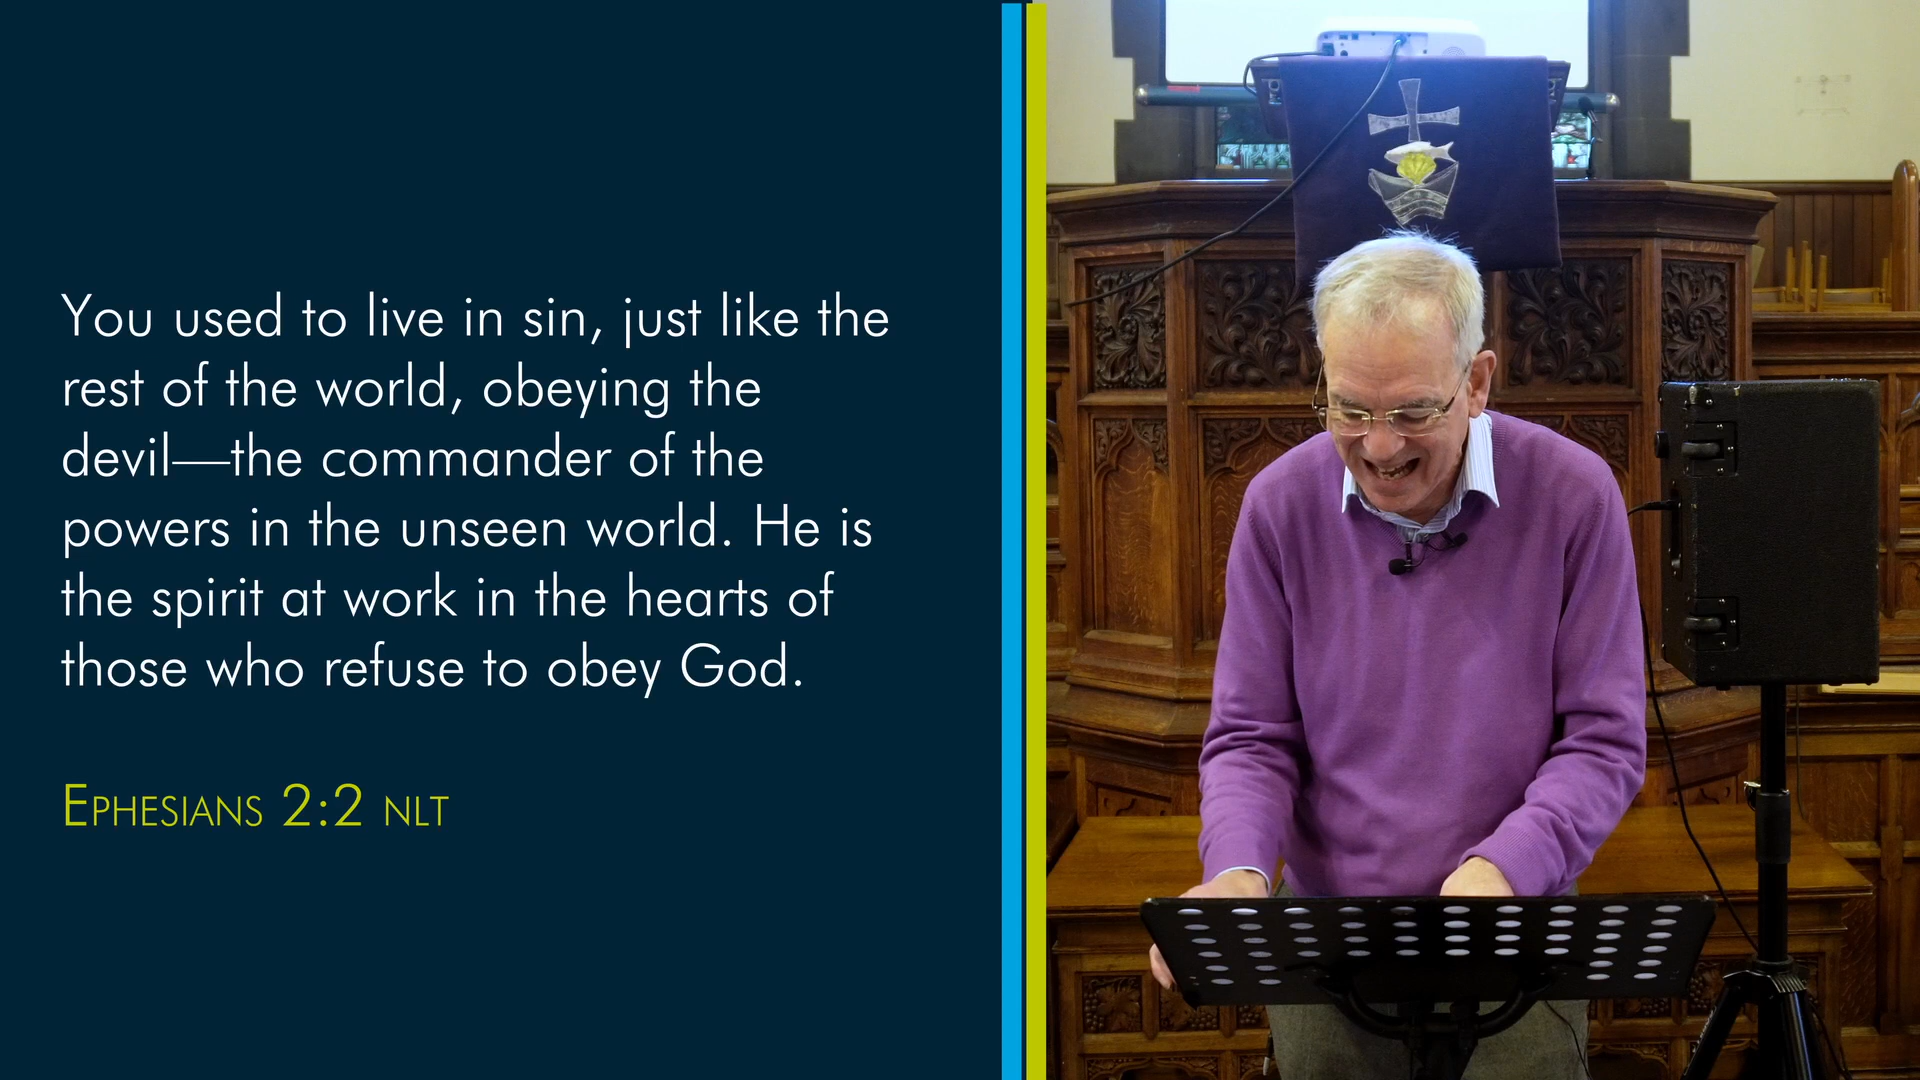 You used to live in sin, just like the
rest of the world, obeying the
devil—the commander of the
powers in the unseen world. He is
the spirit at work in the hearts of
those who refuse to obey God.
Ephesians 2:2 NLT